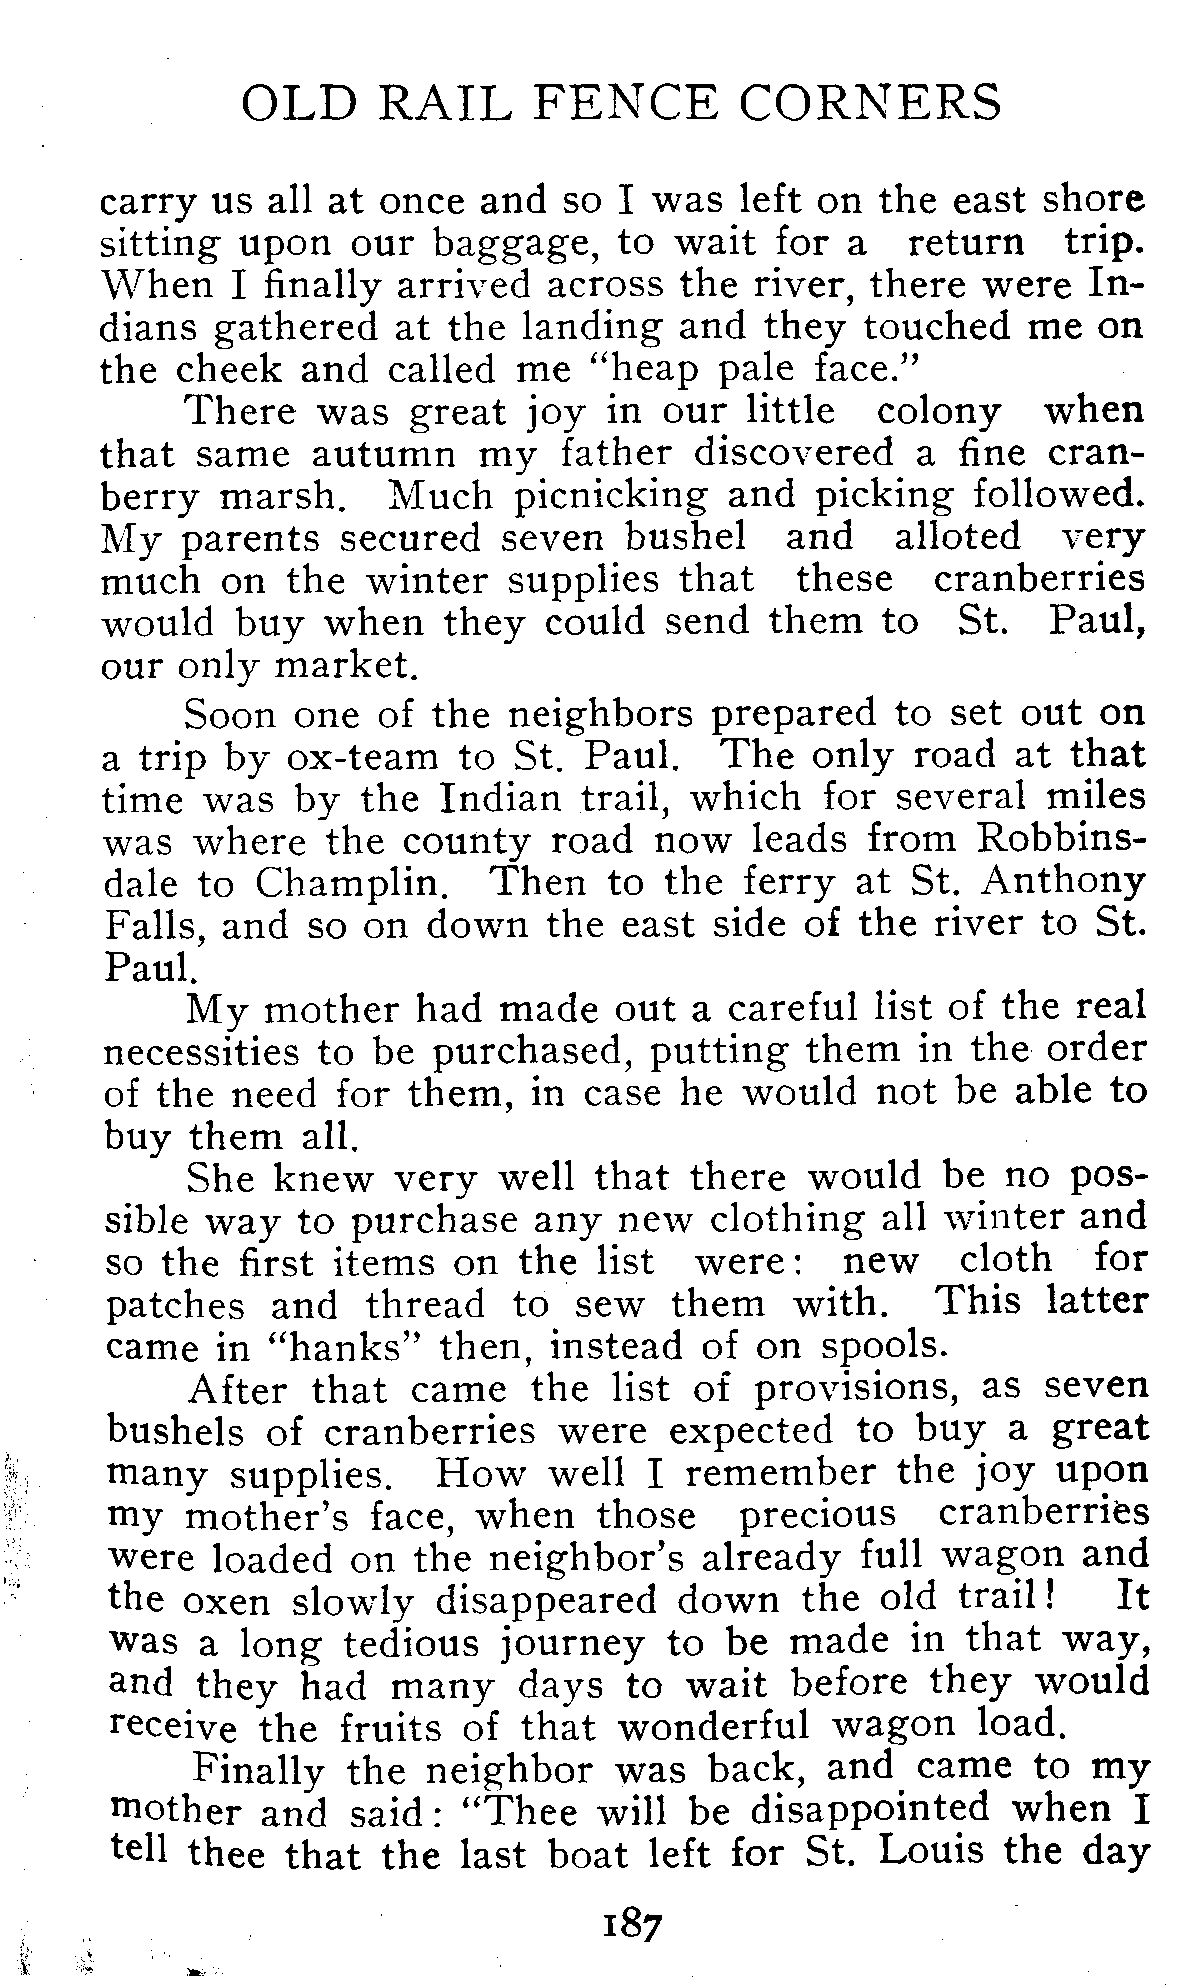 OLD RAIL FENCE CORNERS
carry us all at once and so I was left on the east shore
sitting upon our baggage, to wait for a return trip.
When I finally arrived across the river, there were In-
dians gathered at the landing and they touched me on
the cheek and called me "heap pale face."
There was great joy in our little colony when
that same autumn my father discovered a fine cran-
berry marsh. Much picnicking and picking followed.
My parents secured seven bushel and alloted very
much on the winter supplies that these cranberries
would buy when they could send them to St. Paul,
our only market.
Soon one of the neighbors prepared to set out on
a trip by ox-team to St. Paul. The only road at that
time was by the Indian trail, which for several miles
was where the county road now leads from Robbins-
dale to Champlin. Then to the ferry at St. Anthony
Falls, and so on down the east side of the river to St.
Paul.
My mother had made out a careful list of the real
necessities to be purchased, putting them in the order
of the need for them, in case he would not be able to
buy them all.
She knew very well that there would be no pos-
sible way to purchase any new clothing all winter and
so the first items on the list were: new cloth for
patches and thread to sew them with. This latter
came in "hanks" then, instead of on spools.
After that came the list of provisions, as seven
bushels of cranberries were expected to buy a great
many supplies. How well I remember the joy upon
my mother's face, when those precious cranberries
were loaded on the neighbor's already full wagon and
the oxen slowly disappeared down the old trail! It
was a long tedious journey to be made in that way,
and they had many days to wait before they would
receive the fruits of that wonderful wagon load.
Finally the neighbor was back, and came to my
mother and said: "Thee will be disappointed when I
tell thee that the last boat left for St. Louis the day
187